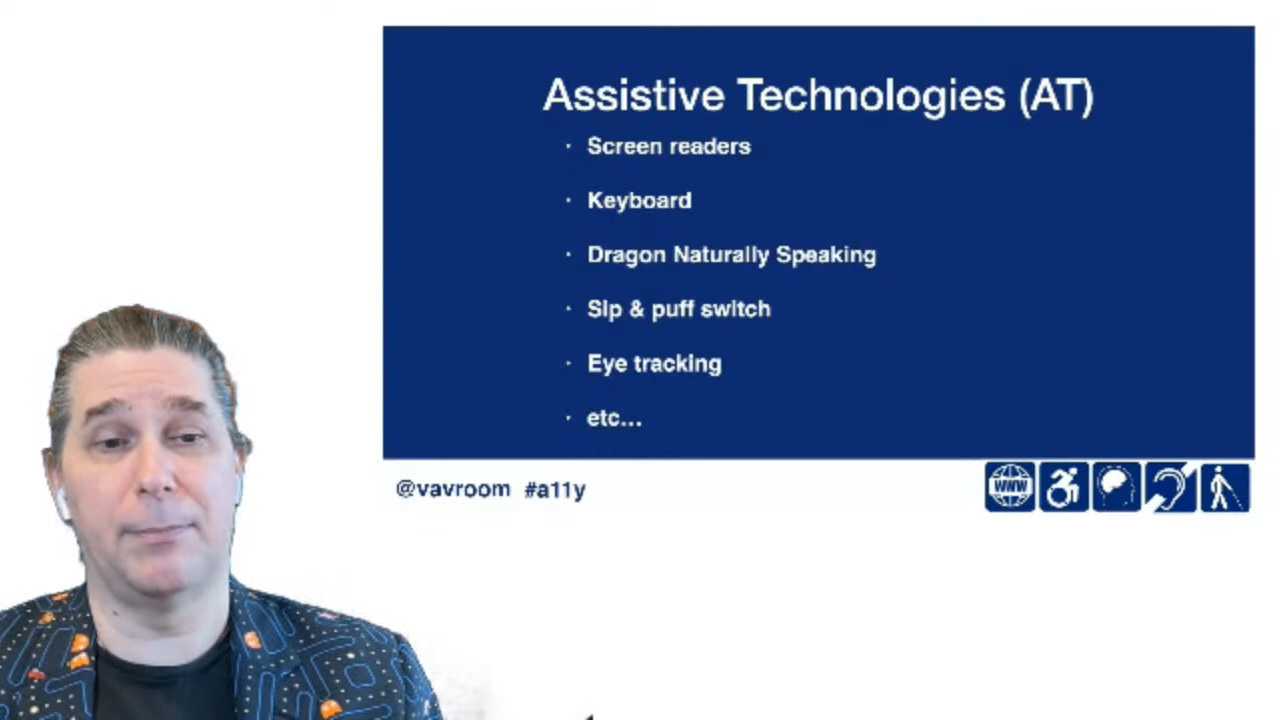 Assistive Technologies (AT)
· Screen readers
· Keyboard
· Dragon Naturally Speaking
· Sip & puff switch
· Eye tracking
· etc...
@vavroom #a11y
WWW